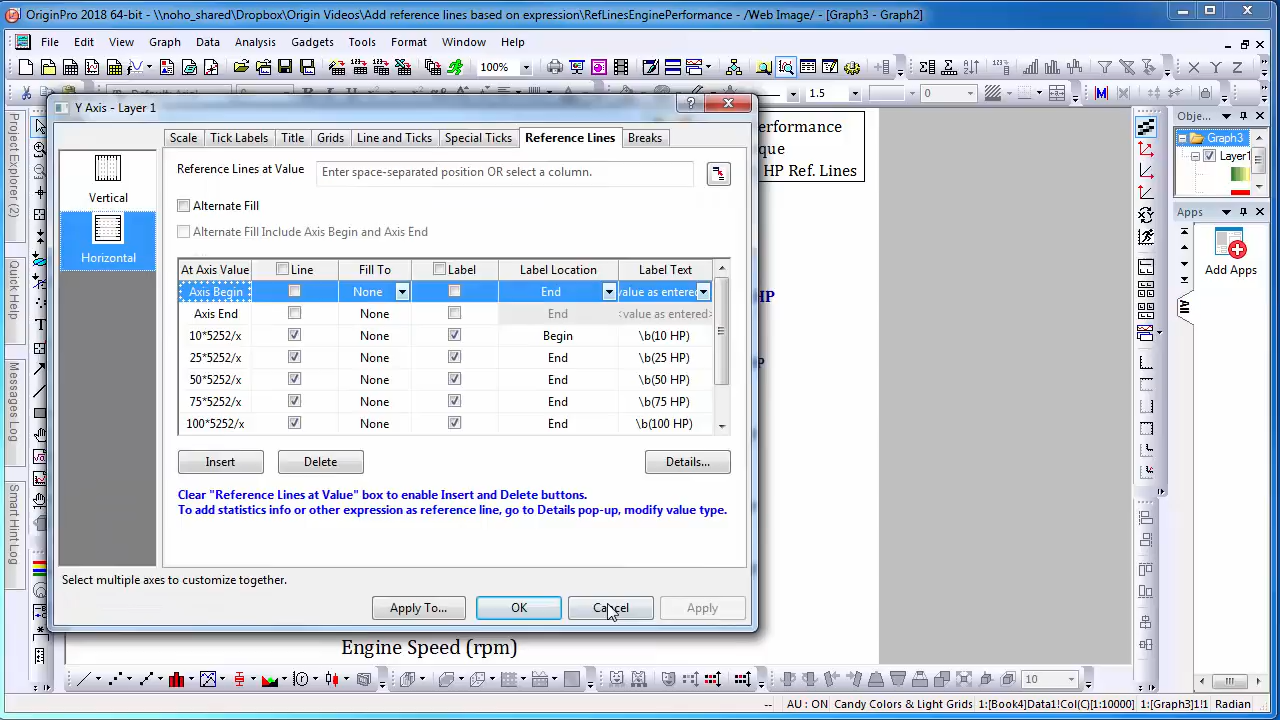 OriginPro 2018 64-bit - \\noho_shared\Dropbox\Origin Videos\Add reference lines based on expression\RefLinesEnginePerformance - /Web Image/ - [Graph3 - Graph2]
File Edit View Graph Data Analysis Gadgets Tools Format Window Help
100%
1.5 0
Y Axis - Layer 1
Scale Tick Labels Title Grids Line and Ticks Special Ticks Reference Lines Breaks
Vertical
Horizontal
Reference Lines at Value Enter space-separated position OR select a column.
Alternate Fill
Alternate Fill Include Axis Begin and Axis End
At Axis Value Line Fill To Label Label Location Label Text
Axis Begin None End value as entered
Axis End None End <value as entered>
10*5252/x None Begin \b(10 HP)
25*5252/x None End \b(25 HP)
50*5252/x None End \b(50 HP)
75*5252/x None End \b(75 HP)
100*5252/x None End \b(100 HP)
Insert Delete Details...
Clear "Reference Lines at Value" box to enable Insert and Delete buttons.
To add statistics info or other expression as reference line, go to Details pop-up, modify value type.
Select multiple axes to customize together.
Apply To... OK Cancel Apply
erformance
que
HP Ref. Lines
HP
P
Engine Speed (rpm)
Project Explorer (2)
Quick Help
Messages Log
Smart Hint Log
Obje...
Graph3
Layer1
Apps
All
Add Apps
10
-- AU : ON Candy Colors & Light Grids 1:[Book4]Data1!Col(C)[1:10000] 1:[Graph3]1!1 Radian